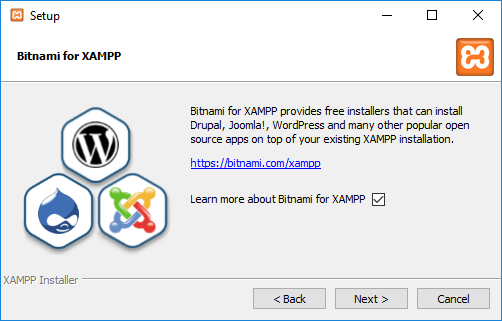 Setup
Bitnami for XAMPP
Bitnami for XAMPP provides free installers that can install
Drupal, Joomla!, WordPress and many other popular open
source apps on top of your existing XAMPP installation.
https://bitnami.com/xampp
Learn more about Bitnami for XAMPP
XAMPP Installer
< Back
Next >
Cancel